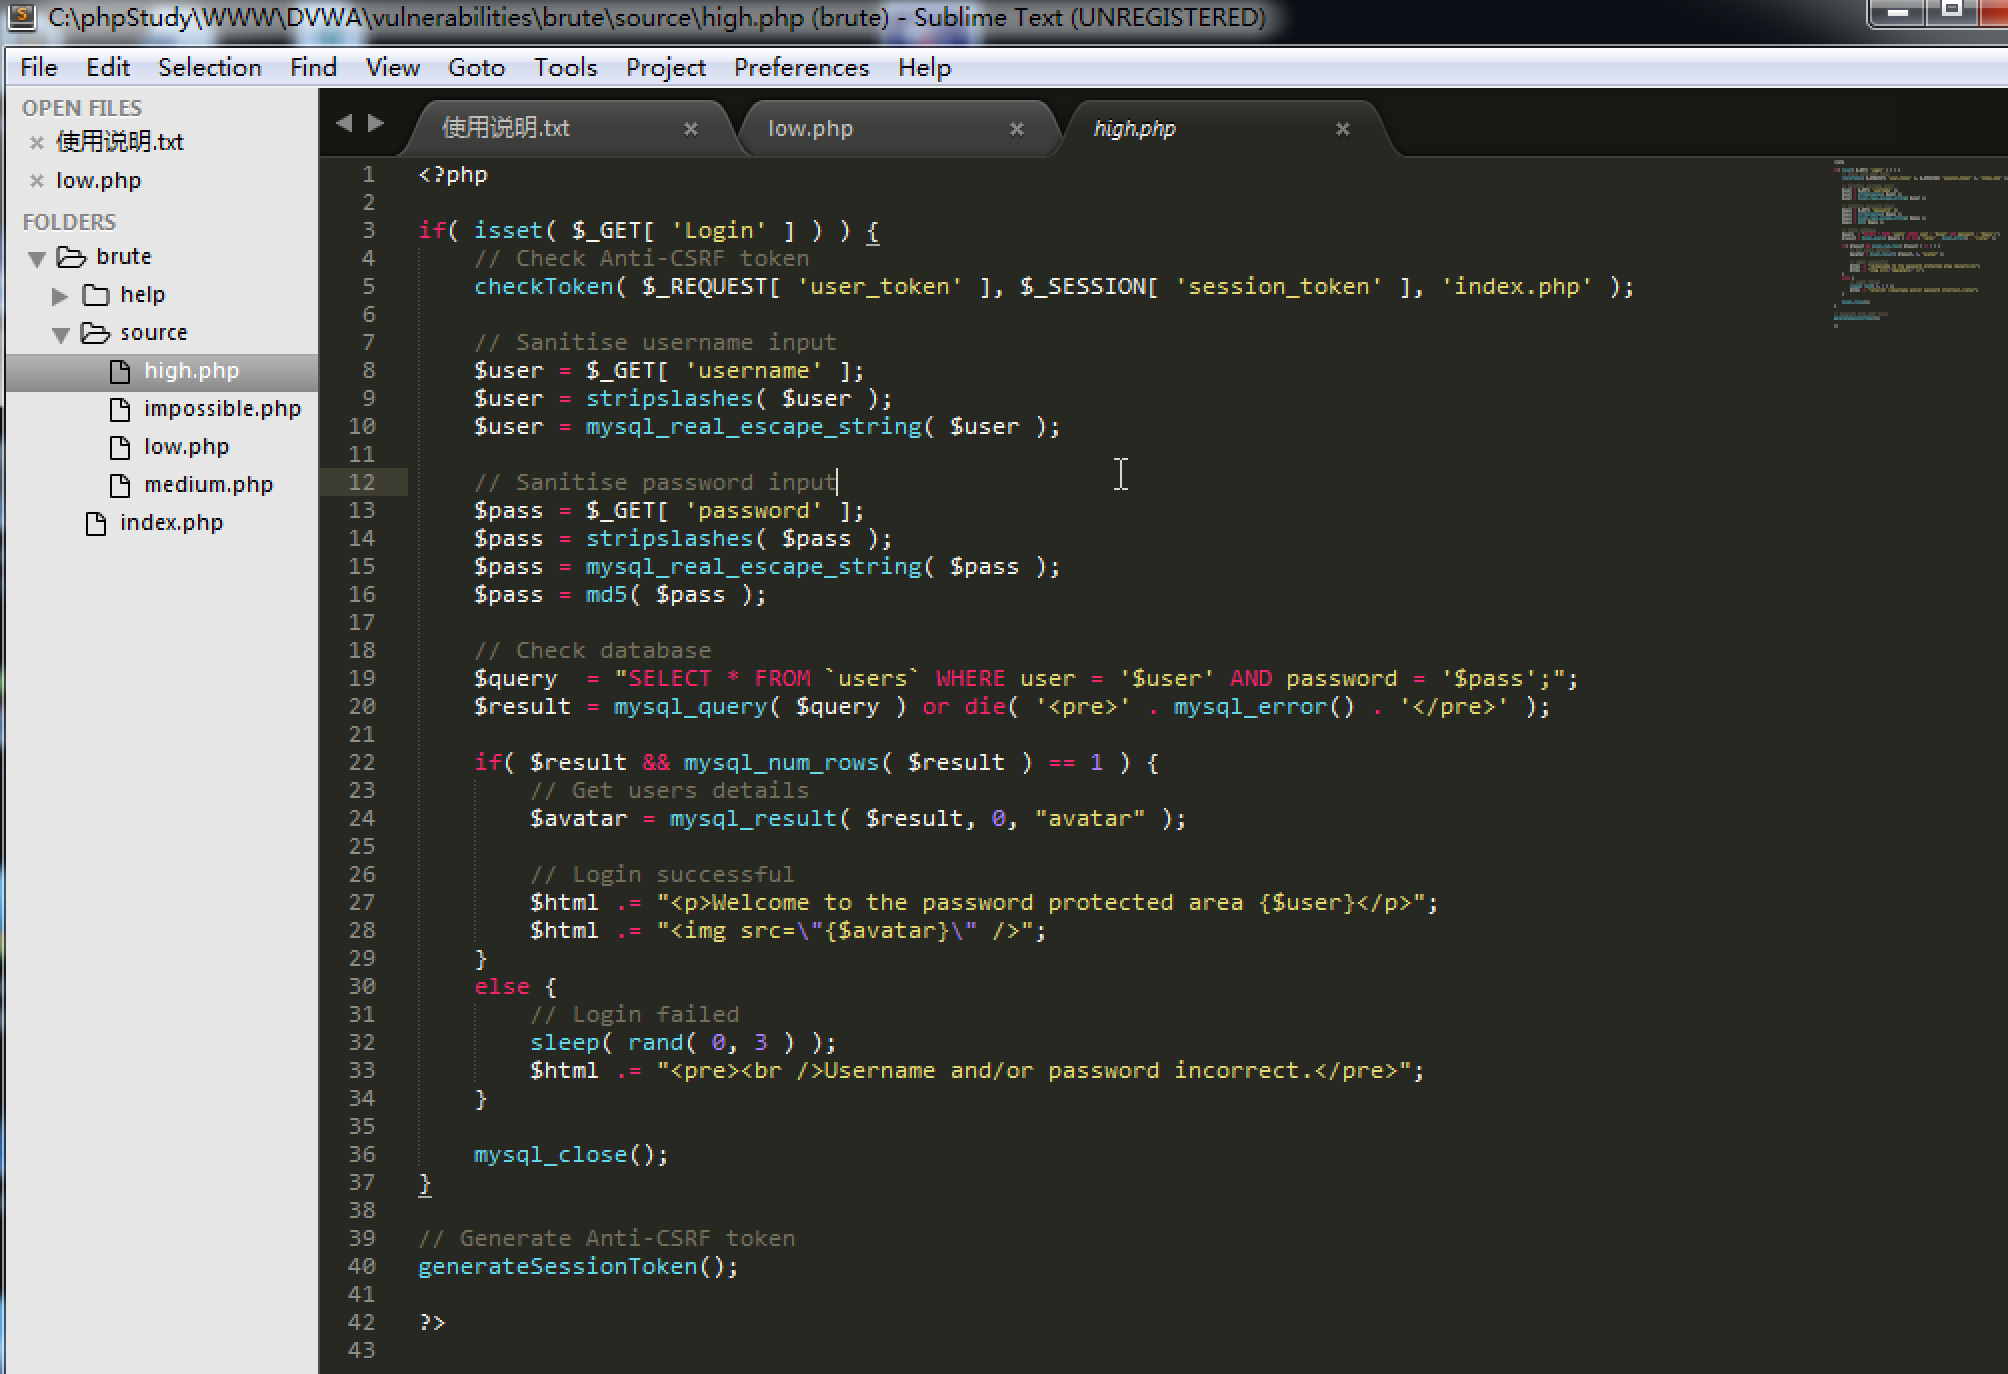 C:\phpStudy\WWW\DVWA\vulnerabilities\brute\source\high.php (brute) - Sublime Text (UNREGISTERED)
File Edit Selection Find View Goto Tools Project Preferences Help
OPEN FILES
使用说明.txt
low.php
FOLDERS
brute
help
source
high.php
impossible.php
low.php
medium.php
index.php
使用说明.txt low.php high.php
1 <?php
2
3 if( isset( $_GET[ 'Login' ] ) ) {
4     // Check Anti-CSRF token
5     checkToken( $_REQUEST[ 'user_token' ], $_SESSION[ 'session_token' ], 'index.php' );
6
7     // Sanitise username input
8     $user = $_GET[ 'username' ];
9     $user = stripslashes( $user );
10     $user = mysql_real_escape_string( $user );
11
12     // Sanitise password input
13     $pass = $_GET[ 'password' ];
14     $pass = stripslashes( $pass );
15     $pass = mysql_real_escape_string( $pass );
16     $pass = md5( $pass );
17
18     // Check database
19     $query  = "SELECT * FROM `users` WHERE user = '$user' AND password = '$pass';";
20     $result = mysql_query( $query ) or die( '<pre>' . mysql_error() . '</pre>' );
21
22     if( $result && mysql_num_rows( $result ) == 1 ) {
23         // Get users details
24         $avatar = mysql_result( $result, 0, "avatar" );
25
26         // Login successful
27         $html .= "<p>Welcome to the password protected area {$user}</p>";
28         $html .= "<img src=\"{$avatar}\" />";
29     }
30     else {
31         // Login failed
32         sleep( rand( 0, 3 ) );
33         $html .= "<pre><br />Username and/or password incorrect.</pre>";
34     }
35
36     mysql_close();
37 }
38
39 // Generate Anti-CSRF token
40 generateSessionToken();
41
42 ?>
43